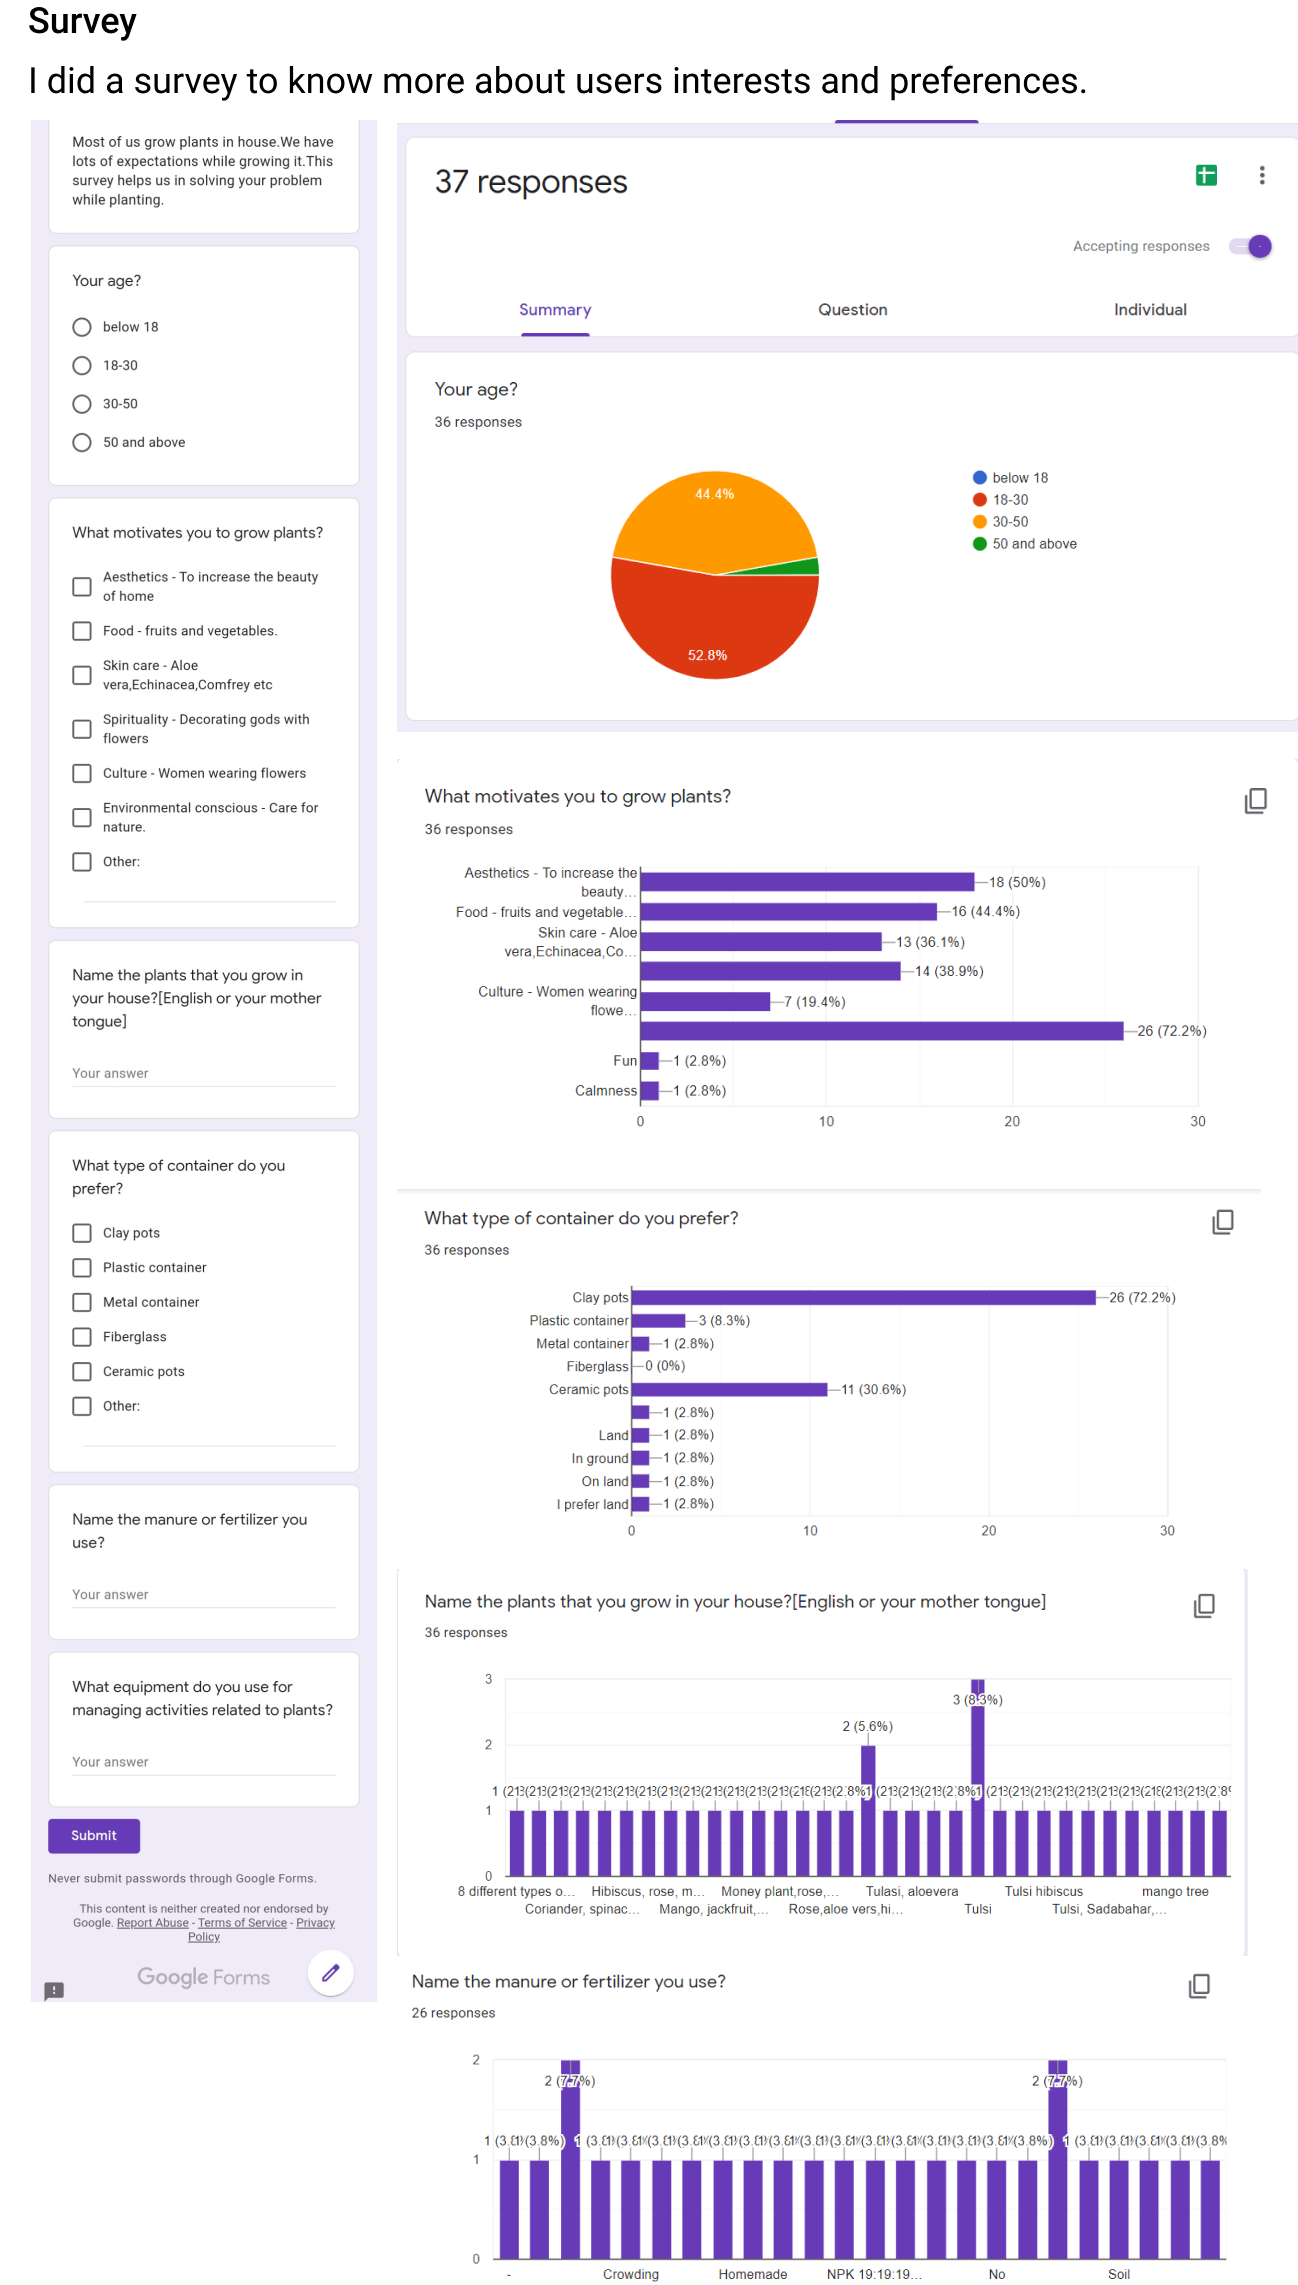 Survey
I did a survey to know more about users interests and preferences.
Most of us grow plants in house.We have
lots of expectations while growing it.This
survey helps us in solving your problem
while planting.
Your age?
below 18
18-30
30-50
50 and above
What motivates you to grow plants?
Aesthetics - To increase the beauty
of home
Food - fruits and vegetables.
Skin care - Aloe
vera,Echinacea,Comfrey etc
Spirituality - Decorating gods with
flowers
Culture - Women wearing flowers
Environmental conscious - Care for
nature.
Other:
Name the plants that you grow in
your house?[English or your mother
tongue]
Your answer
What type of container do you
prefer?
Clay pots
Plastic container
Metal container
Fiberglass
Ceramic pots
Other:
Name the manure or fertilizer you
use?
Your answer
What equipment do you use for
managing activities related to plants?
Your answer
Submit
Never submit passwords through Google Forms.
This content is neither created nor endorsed by
Google. Report Abuse - Terms of Service - Privacy
Policy
Google Forms
37 responses
Accepting responses
Summary Question Individual
Your age?
36 responses
44.4%
52.8%
below 18
18-30
30-50
50 and above
What motivates you to grow plants?
36 responses
Aesthetics - To increase the
beauty...
18 (50%)
Food - fruits and vegetable...
16 (44.4%)
Skin care - Aloe
vera,Echinacea,Co...
13 (36.1%)
14 (38.9%)
Culture - Women wearing
flowe...
7 (19.4%)
26 (72.2%)
Fun 1 (2.8%)
Calmness 1 (2.8%)
0 10 20 30
What type of container do you prefer?
36 responses
Clay pots 26 (72.2%)
Plastic container 3 (8.3%)
Metal container 1 (2.8%)
Fiberglass 0 (0%)
Ceramic pots 11 (30.6%)
1 (2.8%)
Land 1 (2.8%)
In ground 1 (2.8%)
On land 1 (2.8%)
I prefer land 1 (2.8%)
0 10 20 30
Name the plants that you grow in your house?[English or your mother tongue]
36 responses
3
3 (8.3%)
2 (5.6%)
2
1
0
8 different types o... Hibiscus, rose, m... Money plant,rose,... Tulasi, aloevera Tulsi hibiscus mango tree
Coriander, spinac... Mango, jackfruit,... Rose,aloe vers,hi... Tulsi Tulsi, Sadabahar,...
Name the manure or fertilizer you use?
26 responses
2
2 (7.7%) 2 (7.7%)
1
0
- Crowding Homemade NPK 19:19:19... No Soil